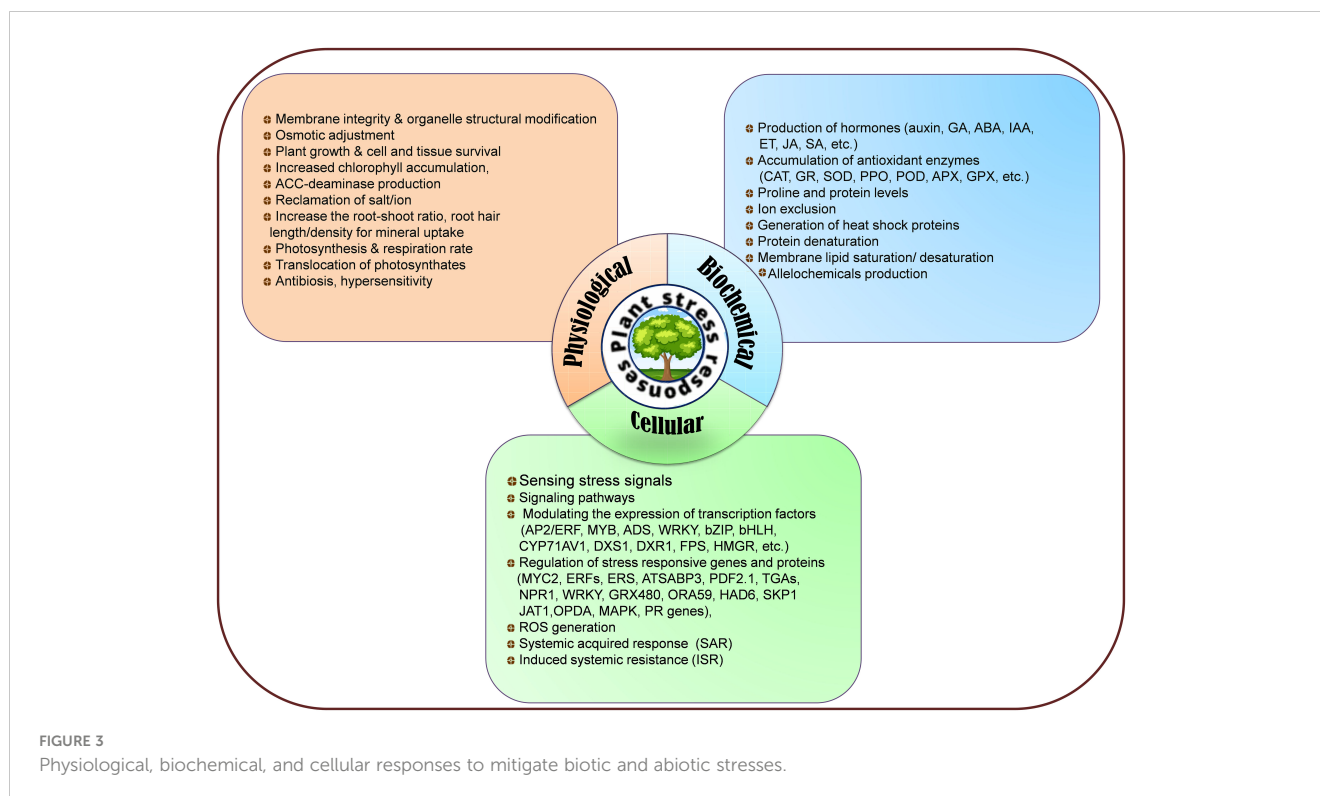 Membrane integrity & organelle structural modification
Osmotic adjustment
Plant growth & cell and tissue survival
Increased chlorophyll accumulation,
ACC-deaminase production
Reclamation of salt/ion
Increase the root-shoot ratio, root hair
length/density for mineral uptake
Photosynthesis & respiration rate
Translocation of photosynthates
Antibiosis, hypersensitivity
Production of hormones (auxin, GA, ABA, IAA,
ET, JA, SA, etc.)
Accumulation of antioxidant enzymes
(CAT, GR, SOD, PPO, POD, APX, GPX, etc.)
Proline and protein levels
Ion exclusion
Generation of heat shock proteins
Protein denaturation
Membrane lipid saturation/ desaturation
Allelochemicals production
Physiological
Biochemical
Plant stress responses
Cellular
Sensing stress signals
Signaling pathways
Modulating the expression of transcription factors
(AP2/ERF, MYB, ADS, WRKY, bZIP, bHLH,
CYP71AV1, DXS1, DXR1, FPS, HMGR, etc.)
Regulation of stress responsive genes and proteins
(MYC2, ERFs, ERS, ATSABP3, PDF2.1, TGAs,
NPR1, WRKY, GRX480, ORA59, HAD6, SKP1
JAT1,OPDA, MAPK, PR genes),
ROS generation
Systemic acquired response (SAR)
Induced systemic resistance (ISR)
FIGURE 3
Physiological, biochemical, and cellular responses to mitigate biotic and abiotic stresses.